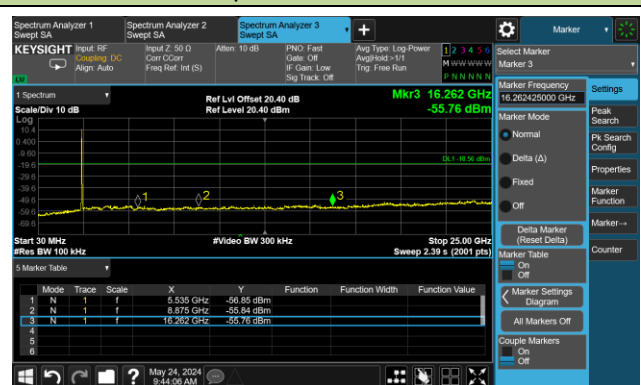 Spectrum Analyzer 1
Swept SA
Spectrum Analyzer 2
Swept SA
Spectrum Analyzer 3
Swept SA
+
Marker
KEYSIGHT
Input: RF
Coupling: DC
Align: Auto
Input Z: 50 Ω
Corr CCorr
Freq Ref: Int (S)
Atten: 10 dB
PNO: Fast
Gate: Off
IF Gain: Low
Sig Track: Off
Avg Type: Log-Power
Avg|Hold:>1/1
Trig: Free Run
1 2 3 4 5 6
M W W W W W
P N N N N N
LXI
Select Marker
Marker 3
1 Spectrum
Scale/Div 10 dB
Ref Lvl Offset 20.40 dB
Ref Level 20.40 dBm
Mkr3 16.262 GHz
-55.76 dBm
Log
10.4
0.400
-9.60
-19.6
-29.6
-39.6
-49.6
-59.6
-69.6
DL1 -18.56 dBm
1
2
3
Start 30 MHz
#Res BW 100 kHz
#Video BW 300 kHz
Stop 25.00 GHz
Sweep 2.39 s (2001 pts)
5 Marker Table
Mode Trace Scale X Y Function Function Width Function Value
1 N 1 f 5.535 GHz -56.85 dBm
2 N 1 f 8.875 GHz -55.84 dBm
3 N 1 f 16.262 GHz -55.76 dBm
4
5
6
Marker Frequency
16.262425000 GHz
Marker Mode
Normal
Delta (Δ)
Fixed
Off
Delta Marker
(Reset Delta)
Marker Table
On
Off
Marker Settings
Diagram
All Markers Off
Couple Markers
On
Off
Settings
Peak
Search
Pk Search
Config
Properties
Marker
Function
Marker→
Counter
?
May 24, 2024
9:44:06 AM